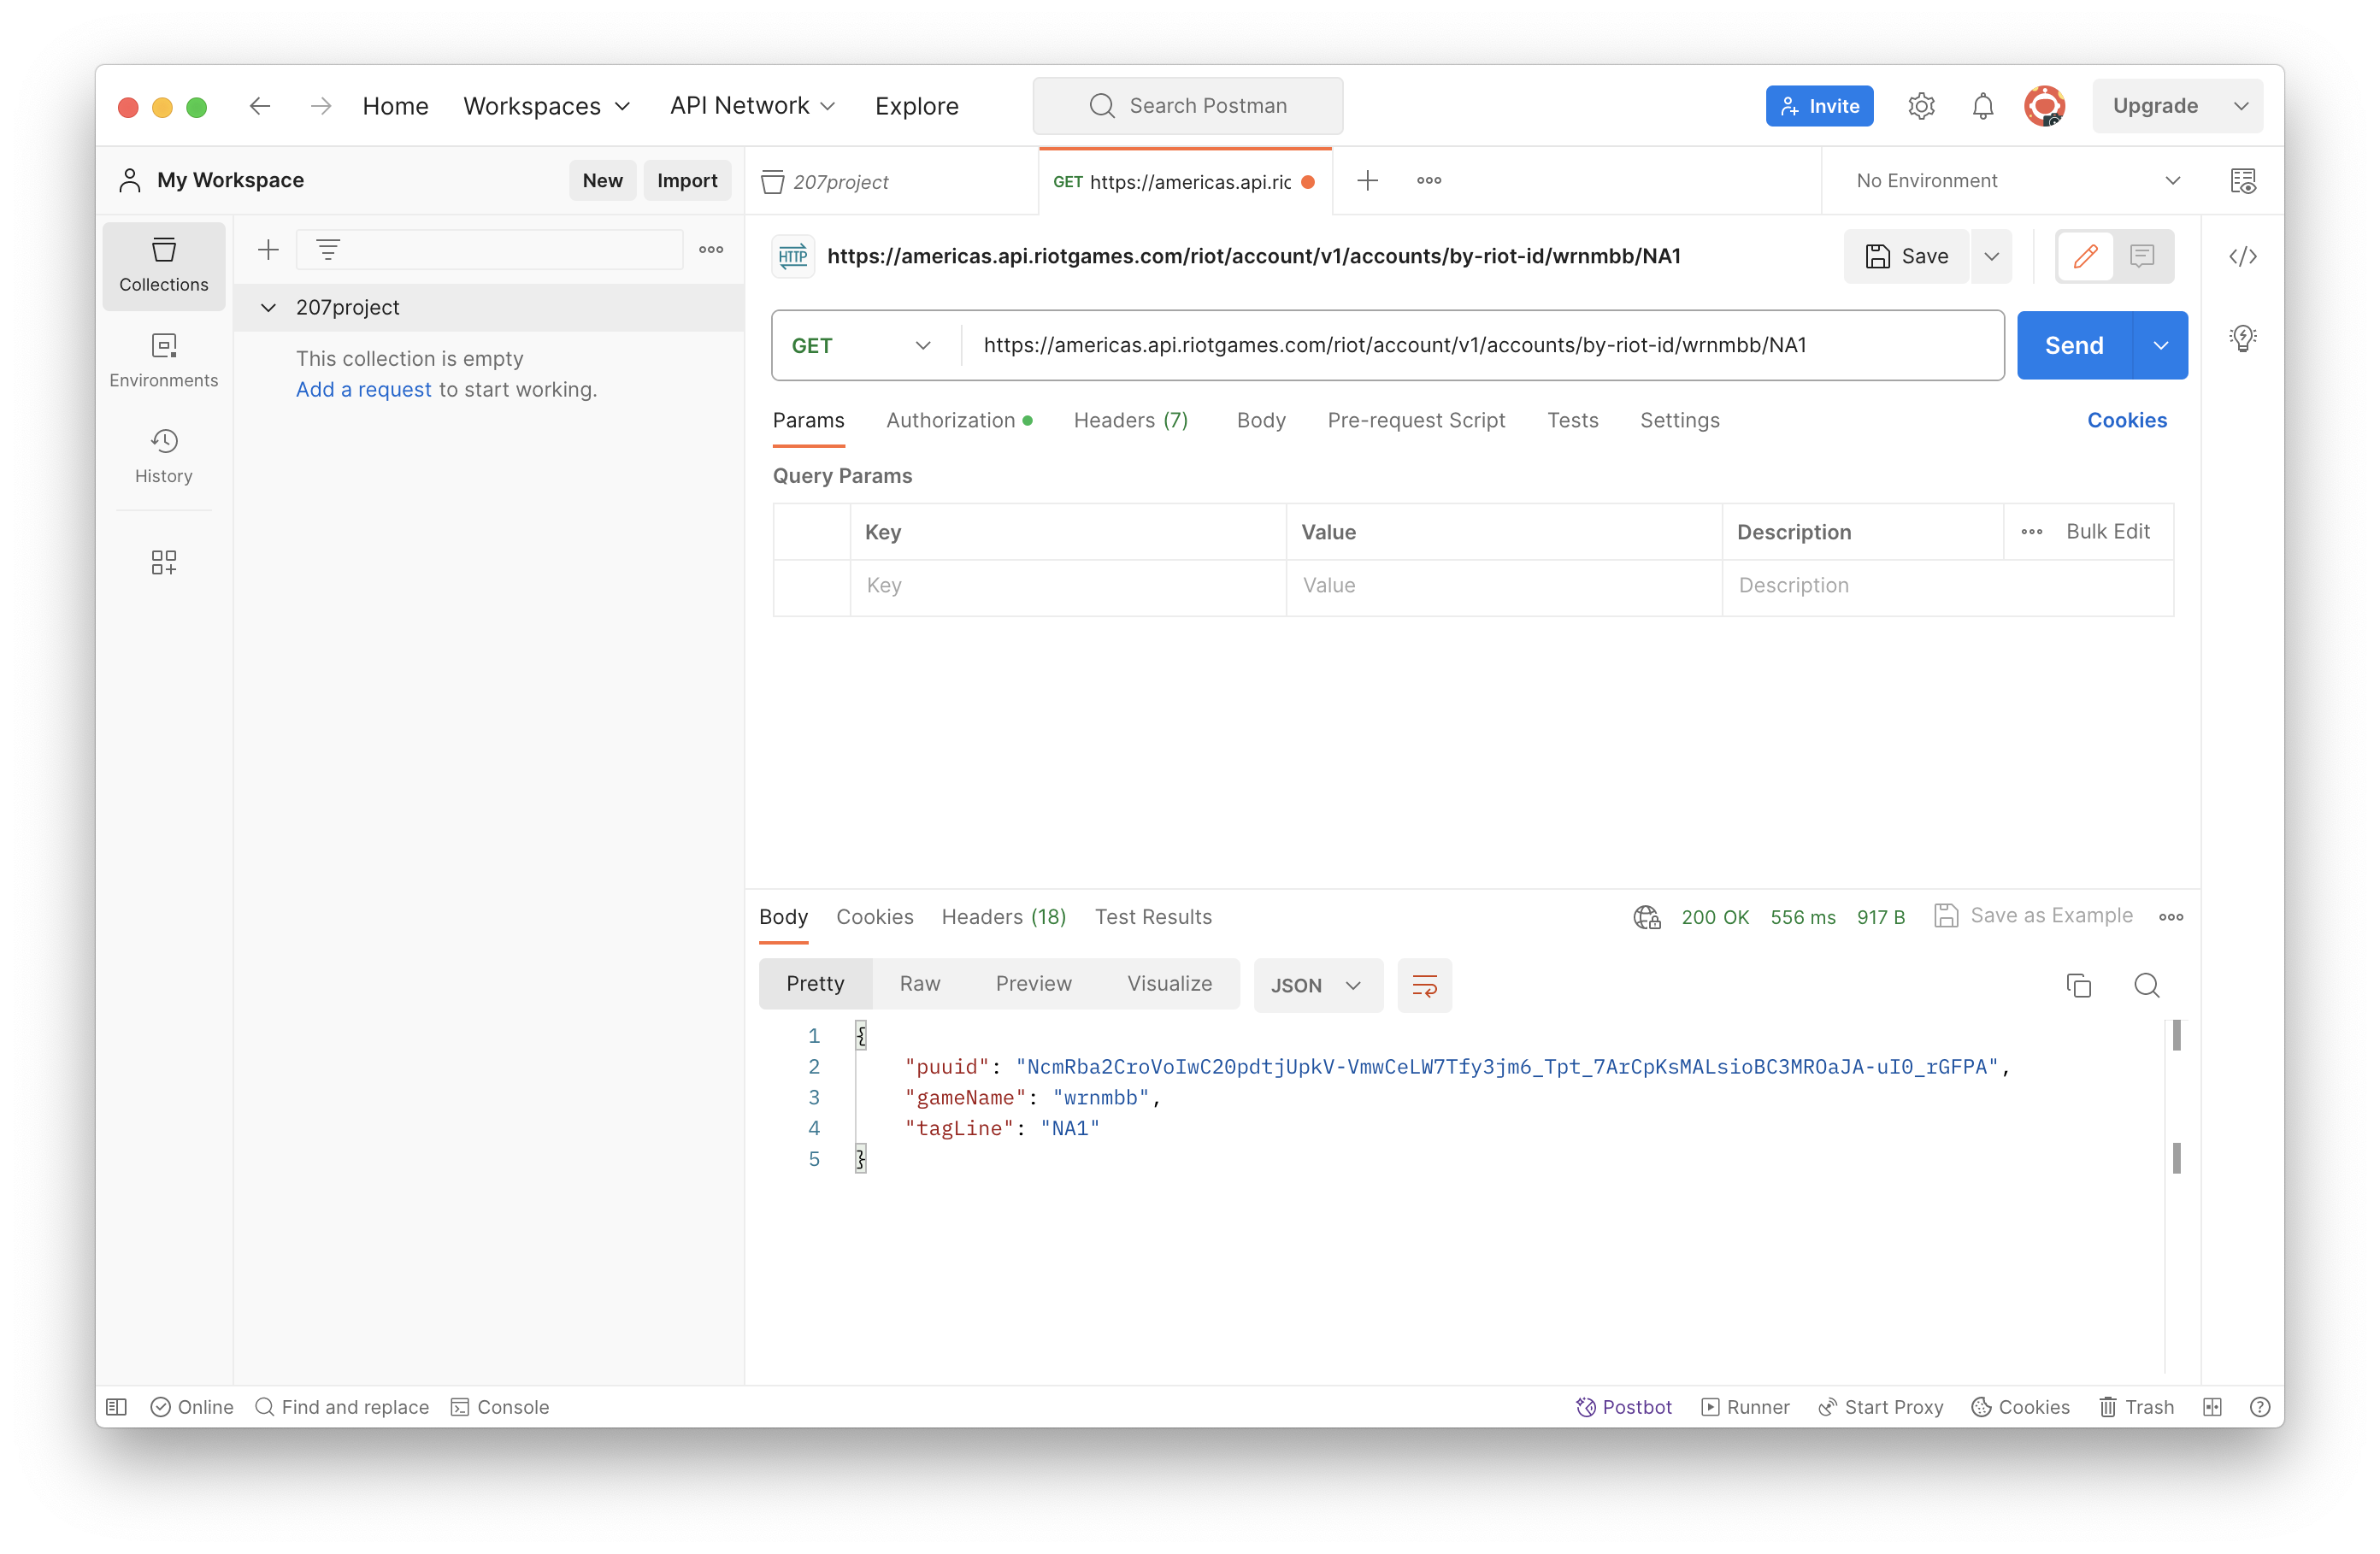 Home Workspaces API Network Explore Search Postman Invite Upgrade
My Workspace New Import 207project GET https://americas.api.ric No Environment
Collections
Environments
History
207project
This collection is empty
Add a request to start working.
HTTP https://americas.api.riotgames.com/riot/account/v1/accounts/by-riot-id/wrnmbb/NA1 Save
GET https://americas.api.riotgames.com/riot/account/v1/accounts/by-riot-id/wrnmbb/NA1 Send
Params Authorization Headers (7) Body Pre-request Script Tests Settings Cookies
Query Params
Key Value Description Bulk Edit
Key Value Description
Body Cookies Headers (18) Test Results 200 OK 556 ms 917 B Save as Example
Pretty Raw Preview Visualize JSON
1 {
2 "puuid": "NcmRba2CroVoIwC20pdtjUpkV-VmwCeLW7Tfy3jm6_Tpt_7ArCpKsMALsioBC3MROaJA-uI0_rGFPA",
3 "gameName": "wrnmbb",
4 "tagLine": "NA1"
5 }
Online Find and replace Console Postbot Runner Start Proxy Cookies Trash